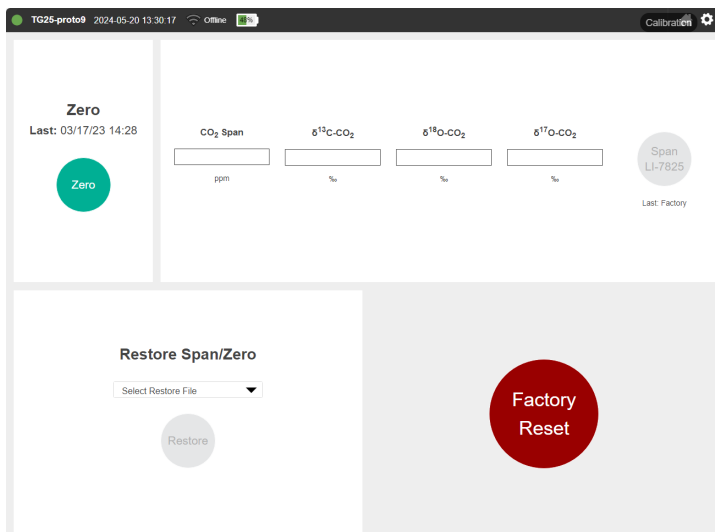 TG25-proto9 2024-05-20 13:30:17 Offline 48%
Calibration
Zero
Last: 03/17/23 14:28
Zero
CO₂ Span
ppm
δ¹³C-CO₂
‰
δ¹⁸O-CO₂
‰
δ¹⁷O-CO₂
‰
Span
LI-7825
Last: Factory
Restore Span/Zero
Select Restore File
Restore
Factory
Reset